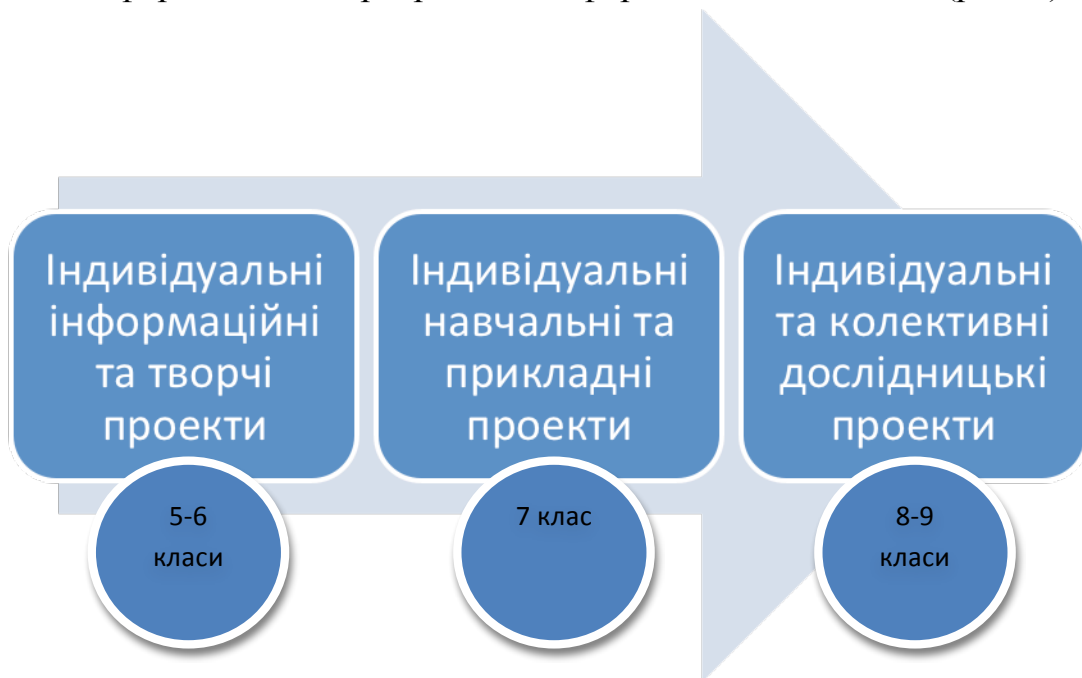 Індивідуальні
інформаційні
та творчі
проекти
Індивідуальні
навчальні та
прикладні
проекти
Індивідуальні
та колективні
дослідницькі
проекти
5-6
класи
7 клас
8-9
класи